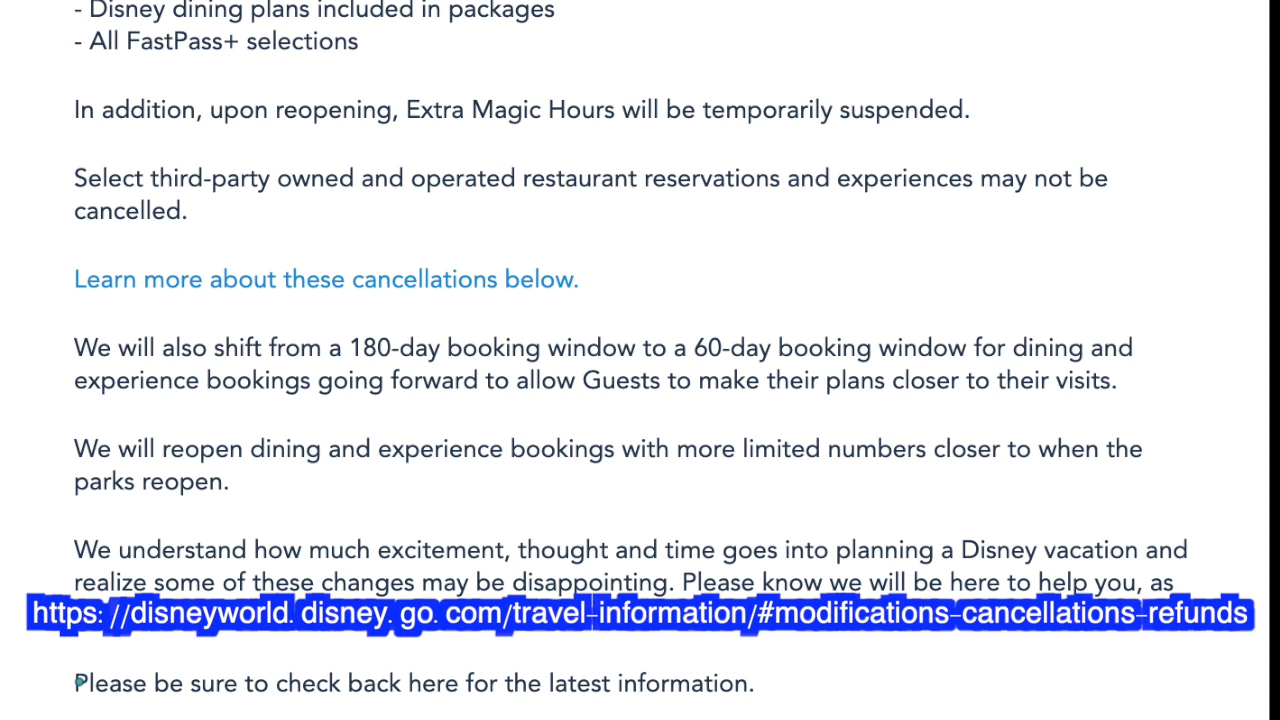 - Disney dining plans included in packages
- All FastPass+ selections
In addition, upon reopening, Extra Magic Hours will be temporarily suspended.
Select third-party owned and operated restaurant reservations and experiences may not be
cancelled.
Learn more about these cancellations below.
We will also shift from a 180-day booking window to a 60-day booking window for dining and
experience bookings going forward to allow Guests to make their plans closer to their visits.
We will reopen dining and experience bookings with more limited numbers closer to when the
parks reopen.
We understand how much excitement, thought and time goes into planning a Disney vacation and
realize some of these changes may be disappointing. Please know we will be here to help you, as
https://disneyworld.disney.go.com/travel-information/#modifications-cancellations-refunds
Please be sure to check back here for the latest information.